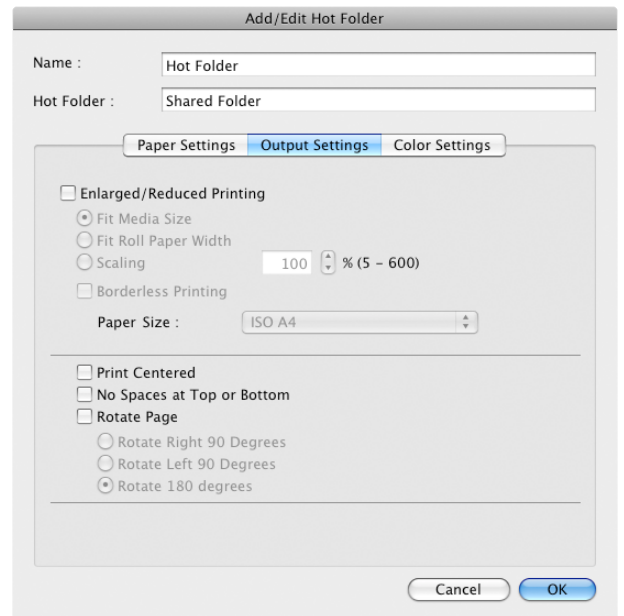 Add/Edit Hot Folder
Name : Hot Folder
Hot Folder : Shared Folder
Paper Settings Output Settings Color Settings
Enlarged/Reduced Printing
Fit Media Size
Fit Roll Paper Width
Scaling 100 % (5 – 600)
Borderless Printing
Paper Size : ISO A4
Print Centered
No Spaces at Top or Bottom
Rotate Page
Rotate Right 90 Degrees
Rotate Left 90 Degrees
Rotate 180 degrees
Cancel OK